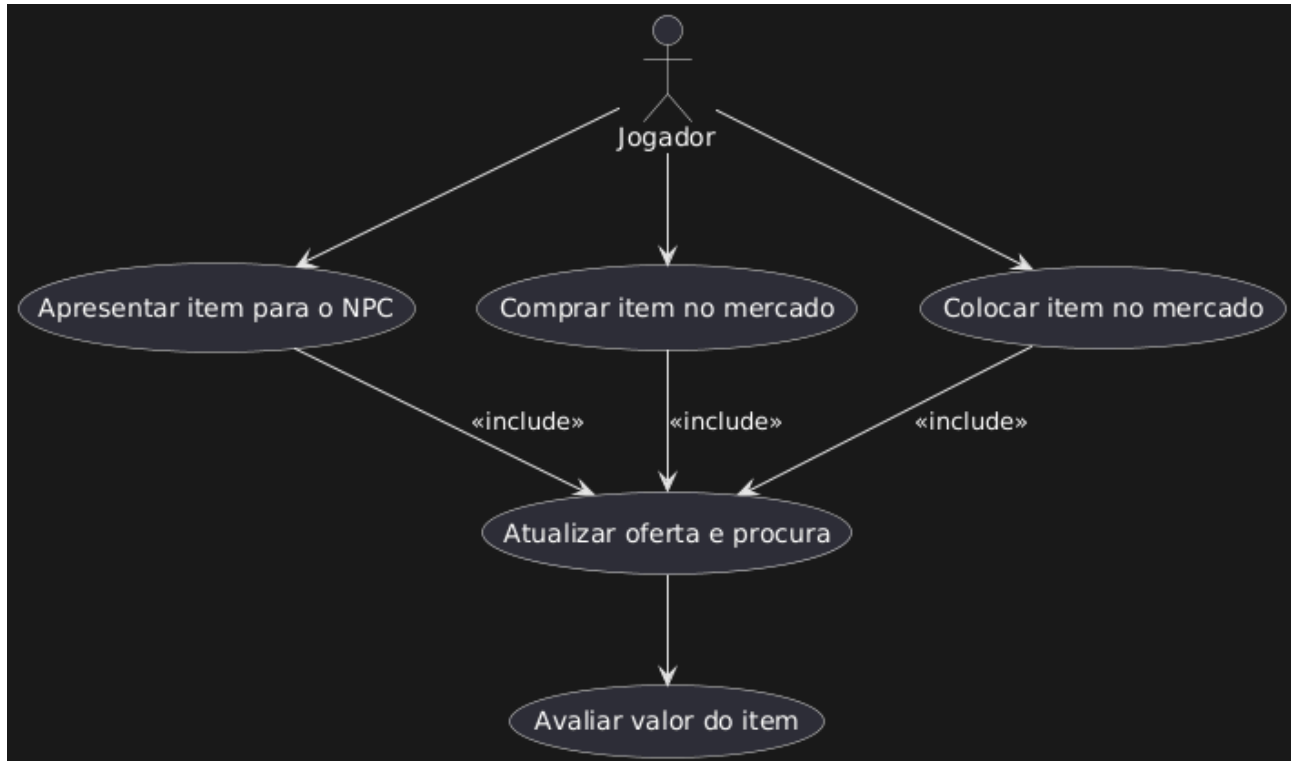 Jogador
Apresentar item para o NPC
Comprar item no mercado
Colocar item no mercado
«include»
«include»
«include»
Atualizar oferta e procura
Avaliar valor do item